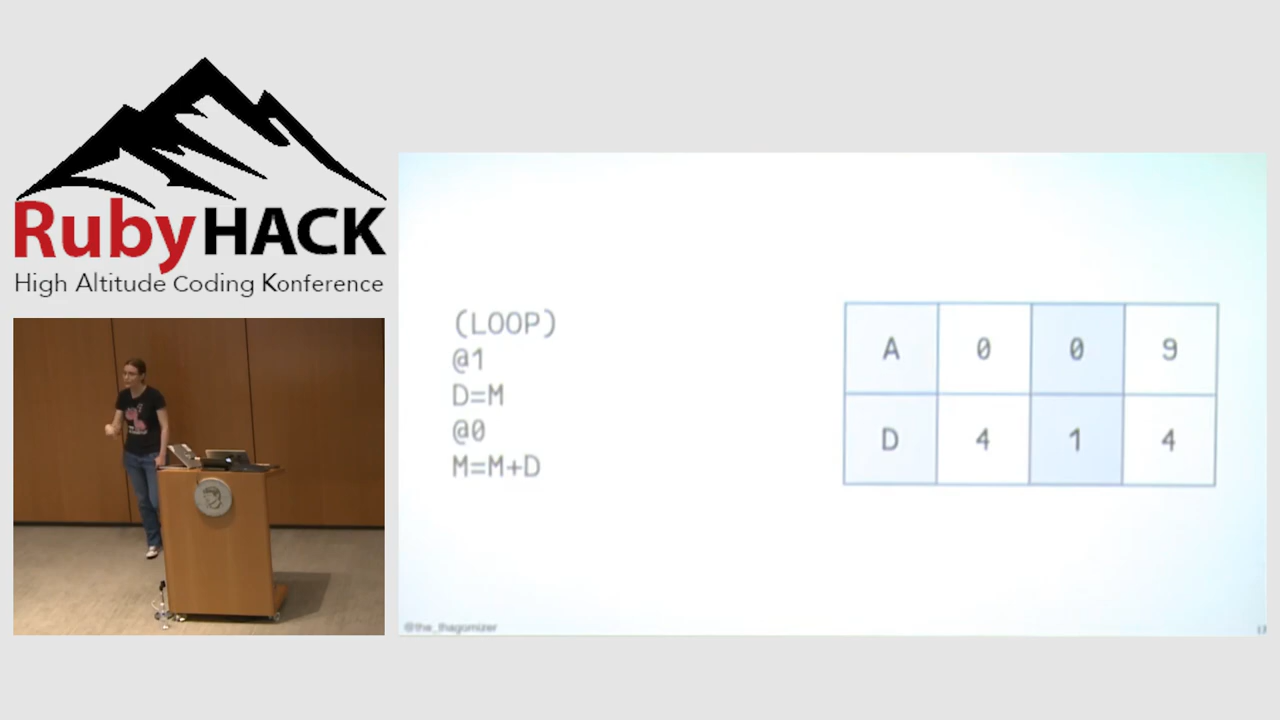 RubyHACK
High Altitude Coding Konference
(LOOP)
@1
D=M
@0
M=M+D
A 0 0 9
D 4 1 4
@the_thagomizer